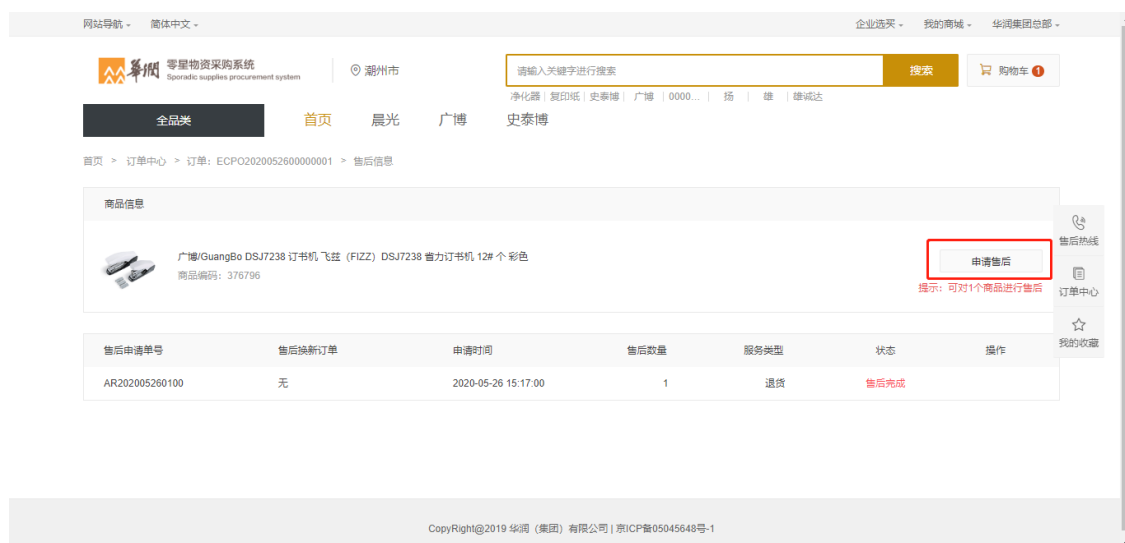 网站导航 简体中文 企业选买 我的商城 华润集团总部
華潤 零星物资采购系统 潮州市 请输入关键字进行搜索 搜索 购物车 1
Sporadic supplies procurement system
净化器 | 复印纸 | 史泰博 | 广博 | 0000... | 扬 | 雄 | 雄诚达
全品类 首页 晨光 广博 史泰博
首页 > 订单中心 > 订单：ECPO2020052600000001 > 售后信息
商品信息
广博/GuangBo DSJ7238 订书机 飞兹（FIZZ）DSJ7238 省力订书机 12# 个 彩色
商品编码：376796
申请售后
提示：可对1个商品进行售后
售后热线
订单中心
我的收藏
售后申请单号 售后换新订单 申请时间 售后数量 服务类型 状态 操作
AR202005260100 无 2020-05-26 15:17:00 1 退货 售后完成
CopyRight@2019 华润（集团）有限公司 | 京ICP备05045648号-1